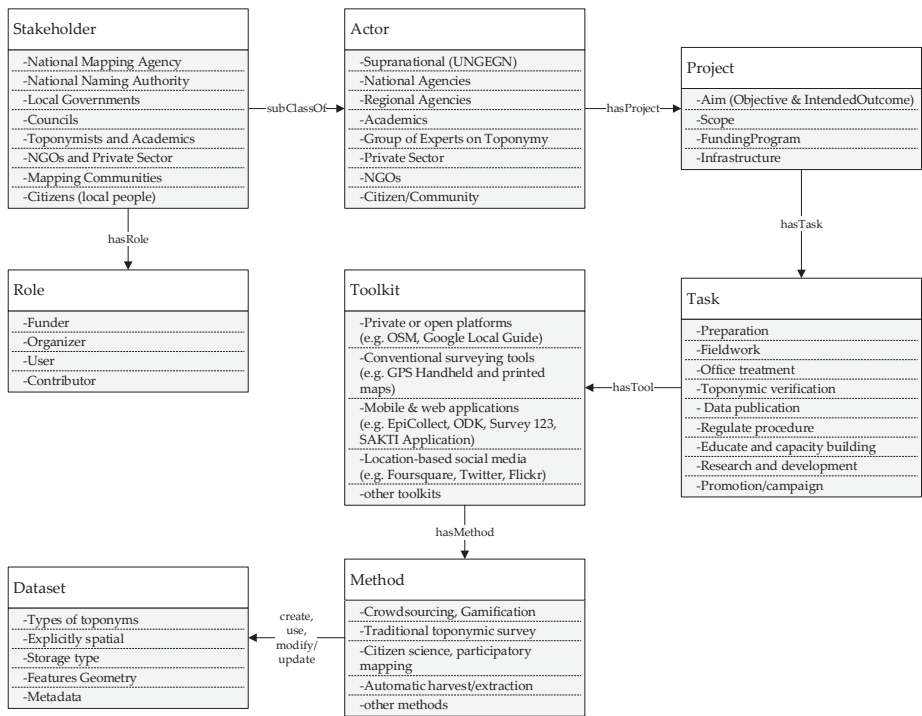 Stakeholder
-National Mapping Agency
-National Naming Authority
-Local Governments
-Councils
-Toponymists and Academics
-NGOs and Private Sector
-Mapping Communities
-Citizens (local people)
subClassOf
Actor
-Supranational (UNGEGN)
-National Agencies
-Regional Agencies
-Academics
-Group of Experts on Toponymy
-Private Sector
-NGOs
-Citizen/Community
hasProject
Project
-Aim (Objective & IntendedOutcome)
-Scope
-FundingProgram
-Infrastructure
hasRole
hasTask
Role
-Funder
-Organizer
-User
-Contributor
Toolkit
-Private or open platforms
(e.g. OSM, Google Local Guide)
-Conventional surveying tools
(e.g. GPS Handheld and printed
maps)
-Mobile & web applications
(e.g. EpiCollect, ODK, Survey 123,
SAKTI Application)
-Location-based social media
(e.g. Foursquare, Twitter, Flickr)
-other toolkits
hasTool
Task
-Preparation
-Fieldwork
-Office treatment
-Toponymic verification
- Data publication
-Regulate procedure
-Educate and capacity building
-Research and development
-Promotion/campaign
hasMethod
Dataset
-Types of toponyms
-Explicitly spatial
-Storage type
-Features Geometry
-Metadata
create,
use,
modify/
update
Method
-Crowdsourcing, Gamification
-Traditional toponymic survey
-Citizen science, participatory
mapping
-Automatic harvest/extraction
-other methods